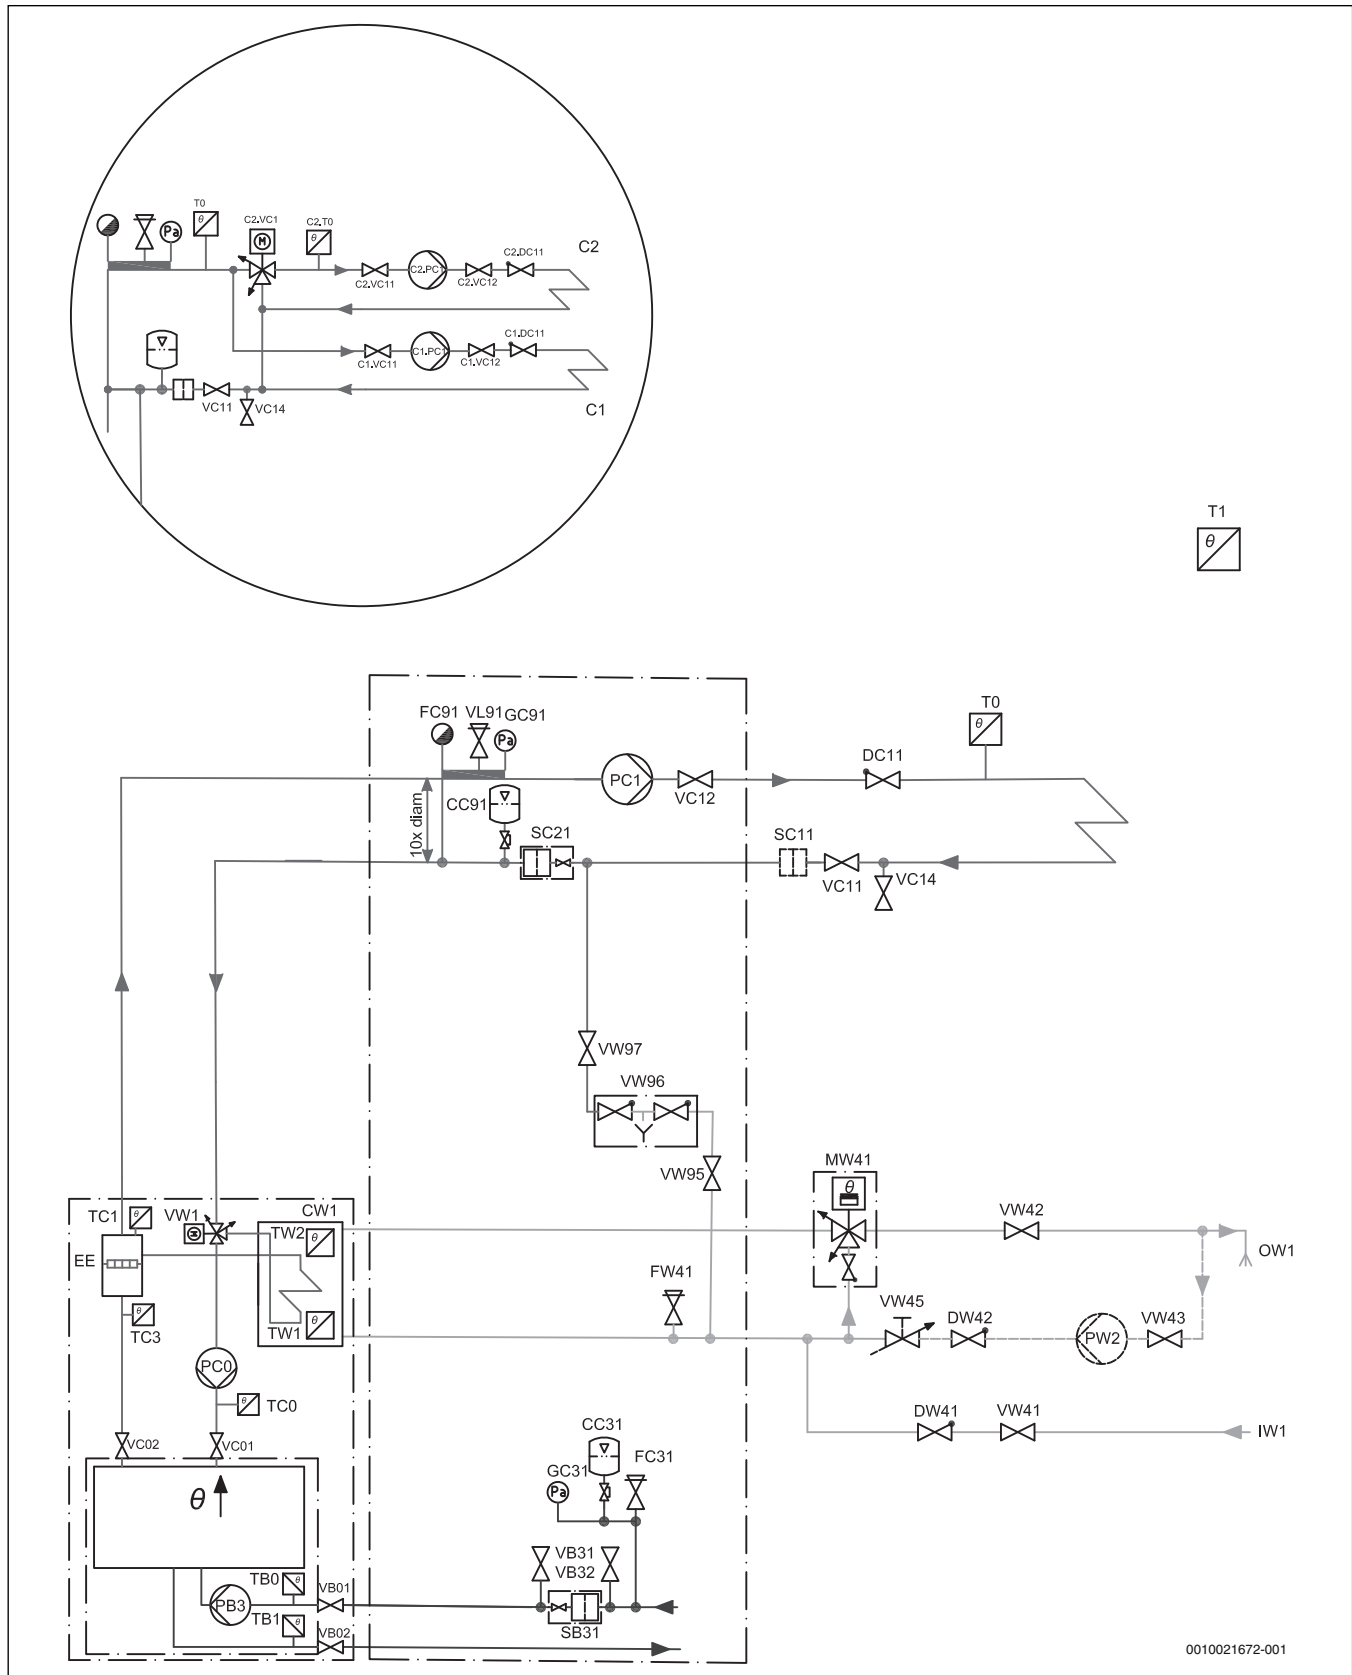 T0
C2.VC1
C2.T0
θ
M
θ
Pa
C2
C2.DC11
C2.PC1
C2.VC11
C2.VC12
C1.DC11
C1.PC1
C1.VC11
C1.VC12
VC11
VC14
C1
T1
θ
FC91
VL91
GC91
T0
Pa
θ
DC11
PC1
VC12
10x diam
CC91
SC21
SC11
VC11
VC14
VW97
VW96
VW95
MW41
θ
TC1
θ
VW1
M
CW1
TW2
θ
VW42
OW1
EE
FW41
VW45
DW42
VW43
TW1
θ
PW2
θ
TC3
PC0
θ
TC0
DW41
VW41
IW1
CC31
VC02
VC01
GC31
FC31
Pa
θ
VB31
VB32
TB0
θ
VB01
PB3
TB1
θ
SB31
VB02
0010021672-001